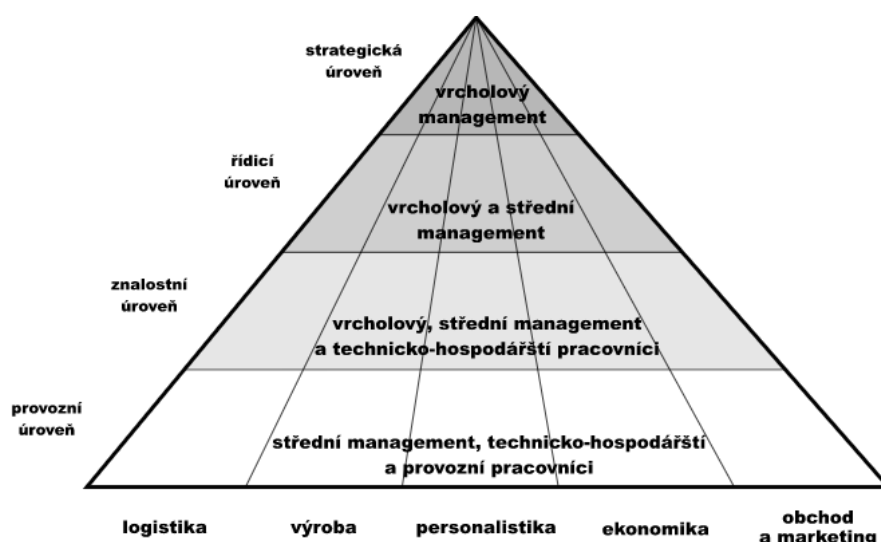 strategická
úroveň
vrcholový
management
řídicí
úroveň
vrcholový a střední
management
znalostní
úroveň
vrcholový, střední management
a technicko-hospodářští pracovníci
provozní
úroveň
střední management, technicko-hospodářští
a provozní pracovníci
logistika
výroba
personalistika
ekonomika
obchod
a marketing